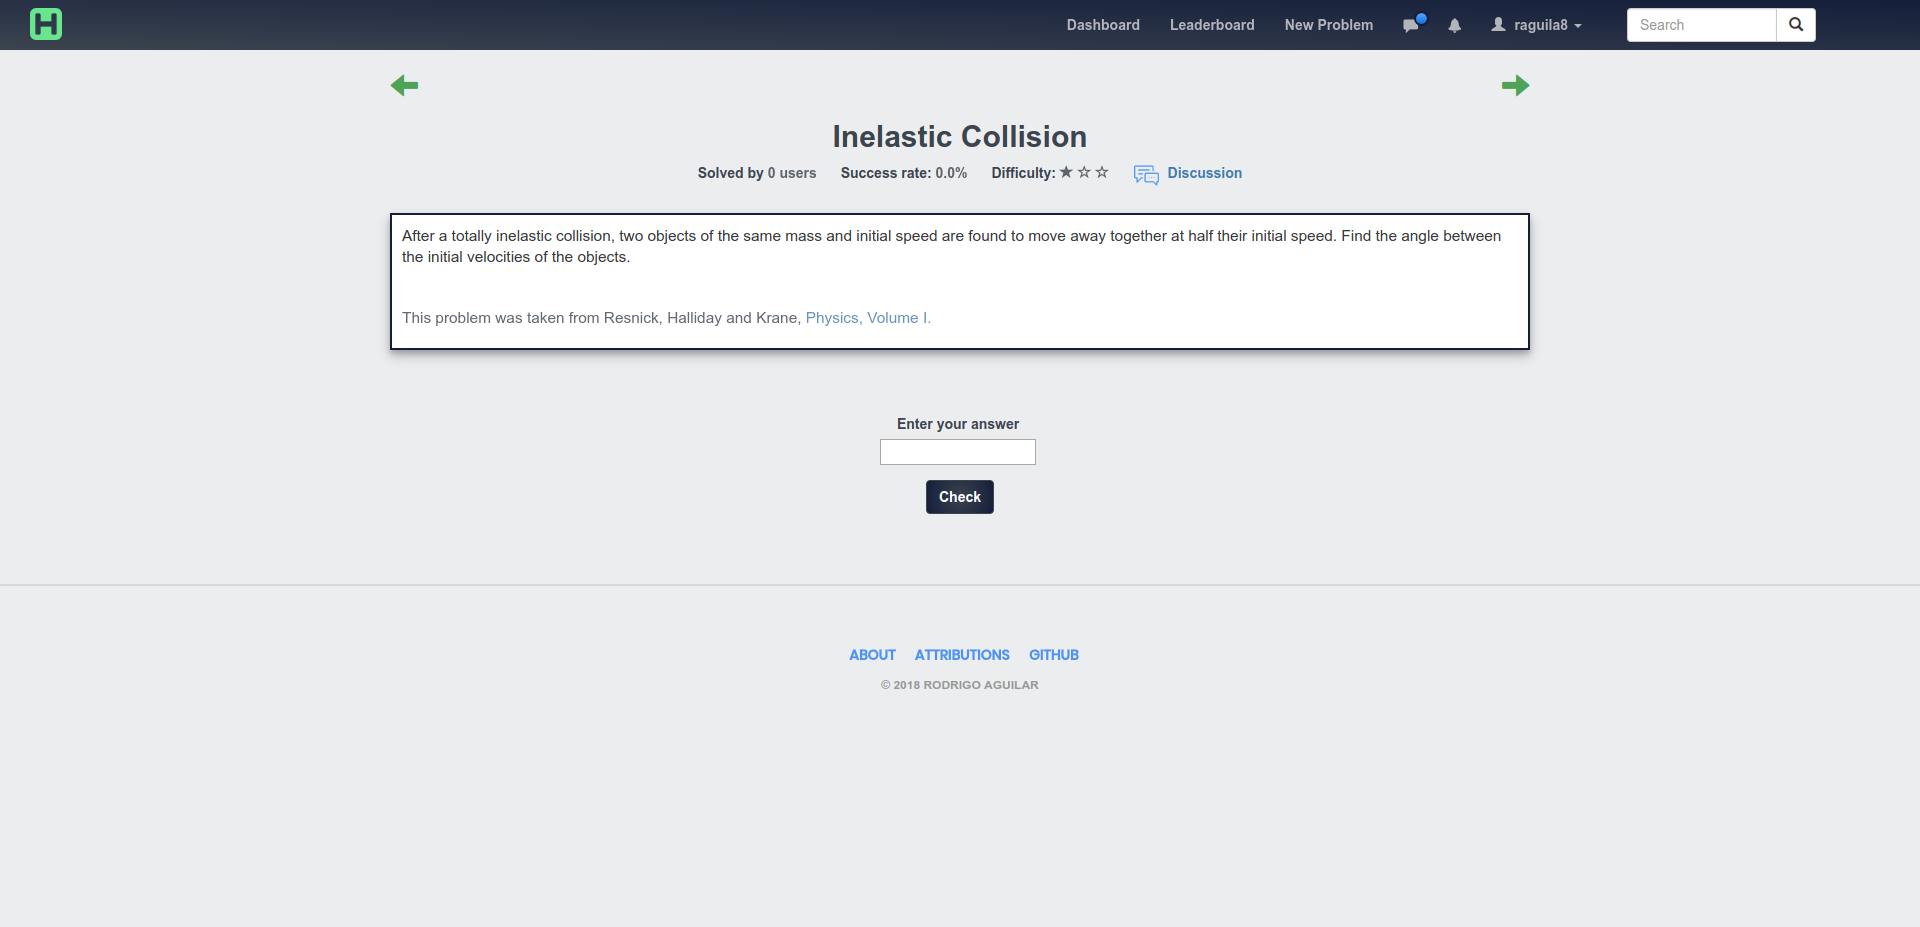 H
Dashboard Leaderboard New Problem raguila8 Search
Inelastic Collision
Solved by 0 users Success rate: 0.0% Difficulty: ★ ☆ ☆ Discussion
After a totally inelastic collision, two objects of the same mass and initial speed are found to move away together at half their initial speed. Find the angle between
the initial velocities of the objects.
This problem was taken from Resnick, Halliday and Krane, Physics, Volume I.
Enter your answer
Check
ABOUT ATTRIBUTIONS GITHUB
© 2018 RODRIGO AGUILAR